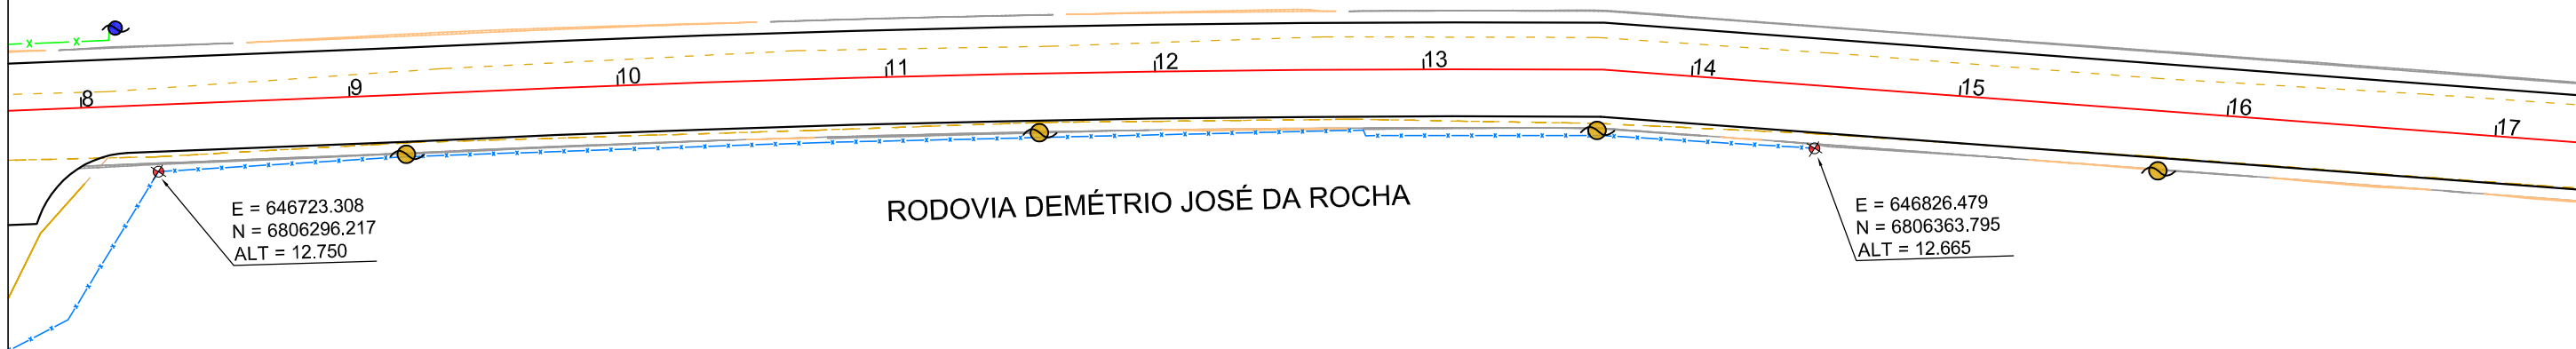 8
9
10
11
12
13
14
15
16
17
RODOVIA DEMÉTRIO JOSÉ DA ROCHA
E = 646723.308
N = 6806296.217
ALT = 12.750
E = 646826.479
N = 6806363.795
ALT = 12.665